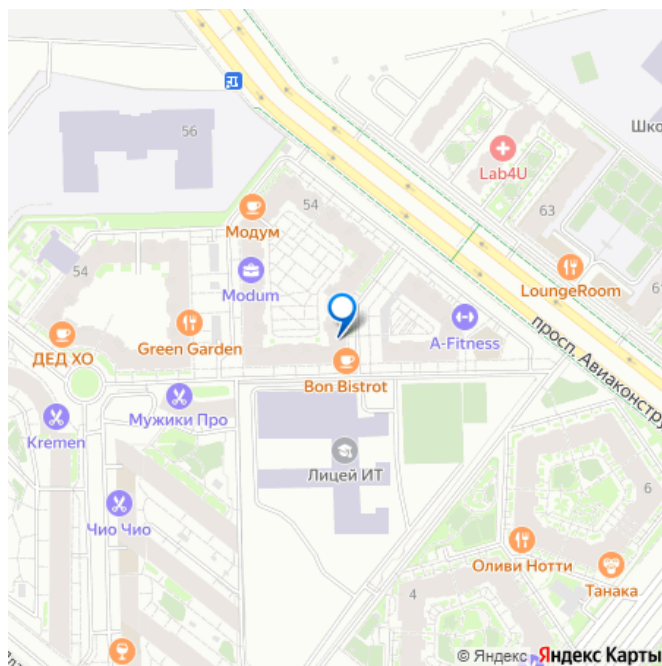 56
Lab4U
Шко
54
Модум
63
54
Modum
LoungeRoom
61
Green Garden
A-Fitness
просп. Авиаконстру
ДЕД ХО
Bon Bistrot
Мужики Про
Kremen
Лицей ИТ
6
Чио Чио
Оливи Нотти
Танака
4
© Яндекс Яндекс Карты